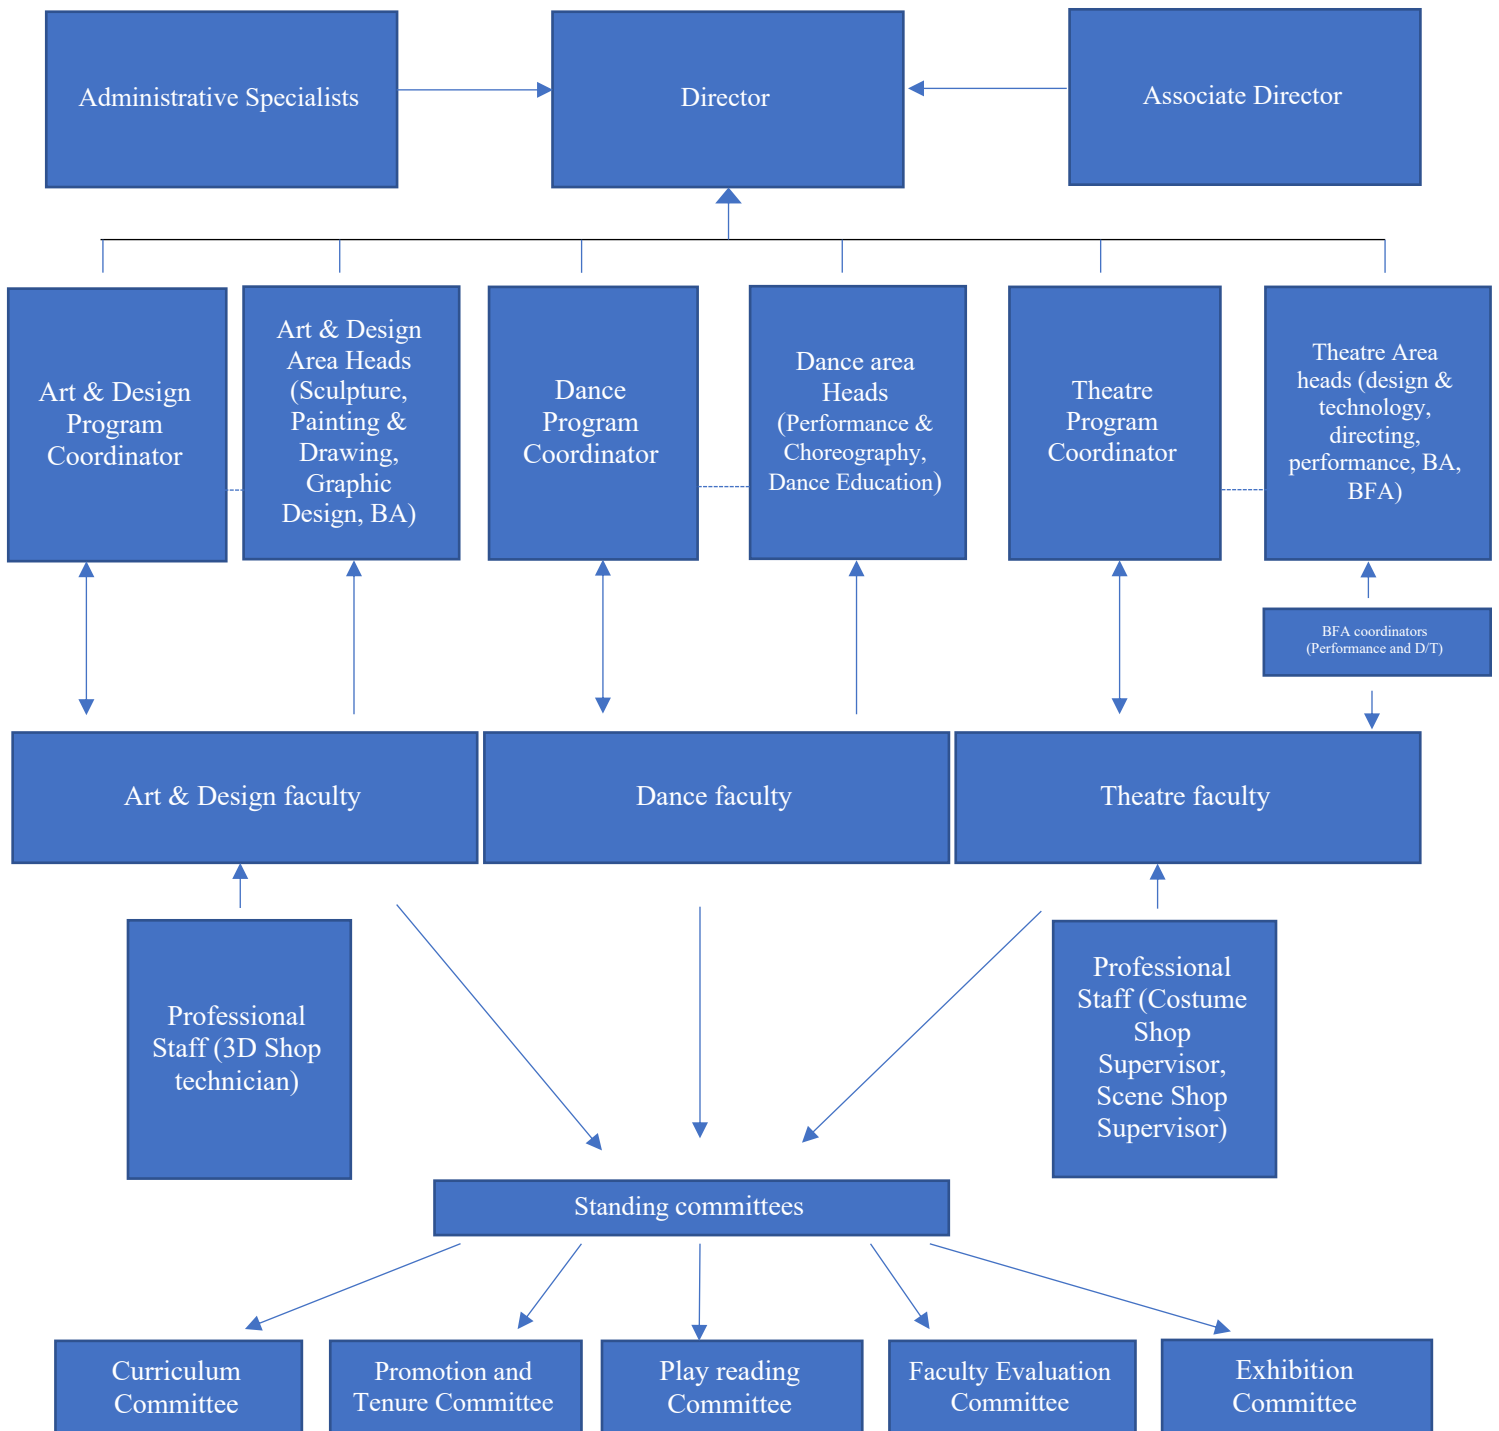 Administrative Specialists
Director
Associate Director
Art & Design
Program
Coordinator
Art & Design
Area Heads
(Sculpture,
Painting &
Drawing,
Graphic
Design, BA)
Dance
Program
Coordinator
Dance area
Heads
(Performance &
Choreography,
Dance Education)
Theatre
Program
Coordinator
Theatre Area
heads (design &
technology,
directing,
performance, BA,
BFA)
BFA coordinators
(Performance and D/T)
Art & Design faculty
Dance faculty
Theatre faculty
Professional
Staff (3D Shop
technician)
Professional
Staff (Costume
Shop
Supervisor,
Scene Shop
Supervisor)
Standing committees
Curriculum
Committee
Promotion and
Tenure Committee
Play reading
Committee
Faculty Evaluation
Committee
Exhibition
Committee